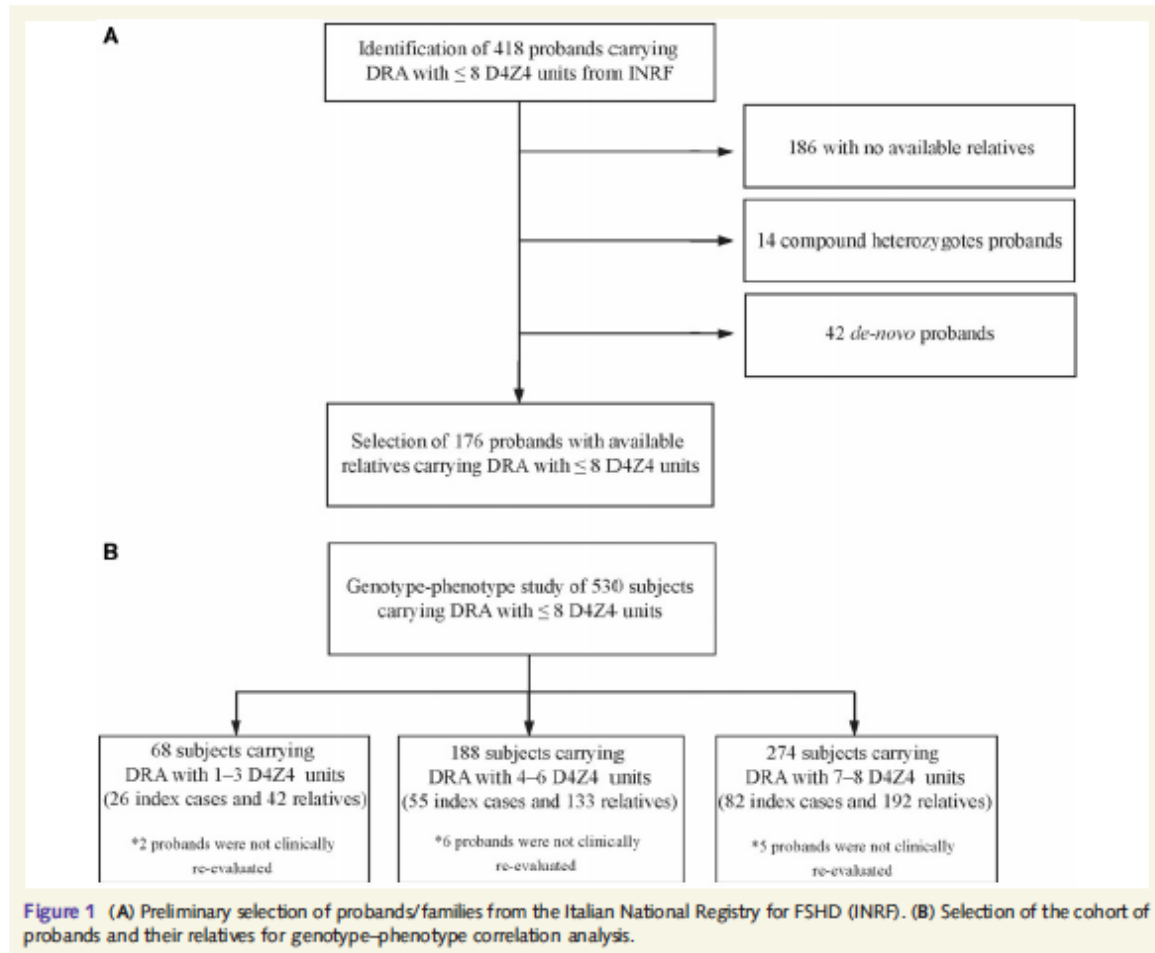 A
Identification of 418 probands carrying
DRA with ≤ 8 D4Z4 units from INRF
186 with no available relatives
14 compound heterozygotes probands
42 de-novo probands
Selection of 176 probands with available
relatives carrying DRA with ≤ 8 D4Z4 units
B
Genotype-phenotype study of 530 subjects
carrying DRA with ≤ 8 D4Z4 units
68 subjects carrying
DRA with 1–3 D4Z4 units
(26 index cases and 42 relatives)
*2 probands were not clinically
re-evaluated
188 subjects carrying
DRA with 4–6 D4Z4 units
(55 index cases and 133 relatives)
*6 probands were not clinically
re-evaluated
274 subjects carrying
DRA with 7–8 D4Z4 units
(82 index cases and 192 relatives)
*5 probands were not clinically
re-evaluated
Figure 1 (A) Preliminary selection of probands/families from the Italian National Registry for FSHD (INRF). (B) Selection of the cohort of
probands and their relatives for genotype–phenotype correlation analysis.